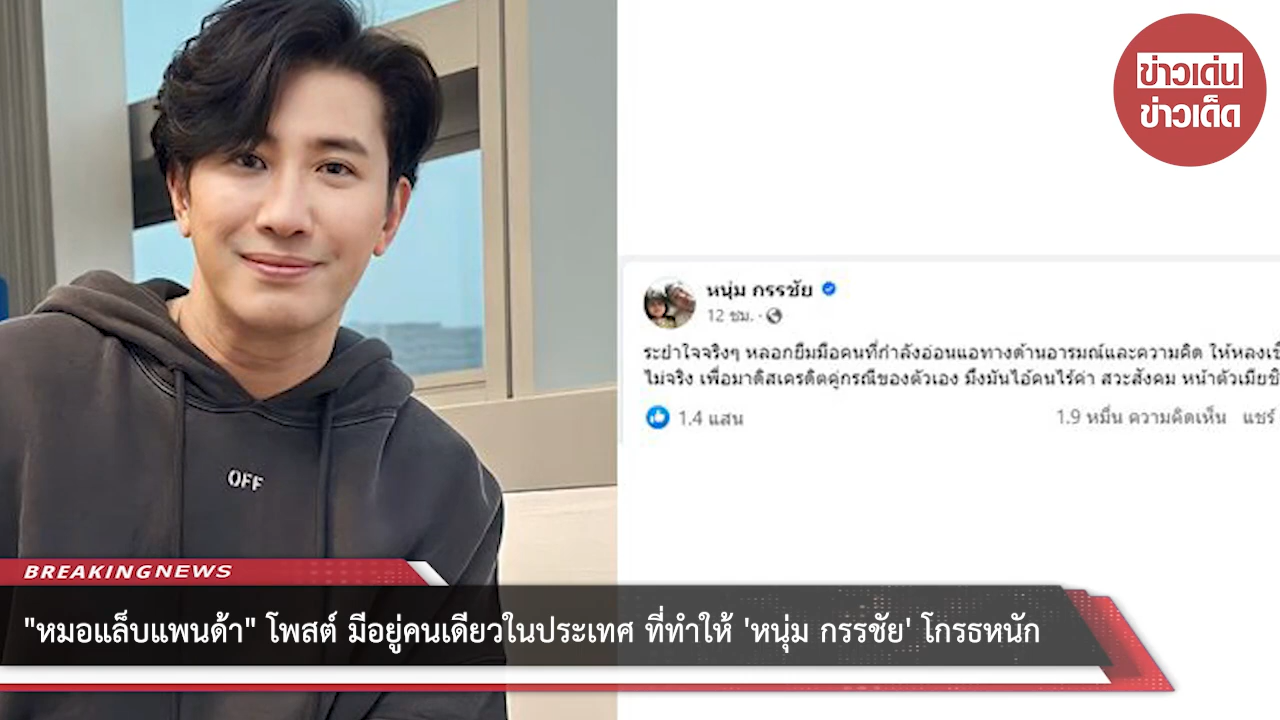 ข่าวเด่น
ข่าวเด็ด
หนุ่ม กรรชัย
12 ชม.
ระยำใจจริงๆ หลอกยืมมือคนที่กำลังอ่อนแอทางด้านอารมณ์และความคิด ให้หลงเชื
ไม่จริง เพื่อมาดิสเครดิตคู่กรณีของตัวเอง มึงมันไอ้คนไร้ค่า สวะสังคม หน้าตัวเมียชิ
1.4 แสน 1.9 หมื่น ความคิดเห็น แชร์
OFF
BREAKINGNEWS
"หมอแล็บแพนด้า" โพสต์ มีอยู่คนเดียวในประเทศ ที่ทำให้ 'หนุ่ม กรรชัย' โกรธหนัก